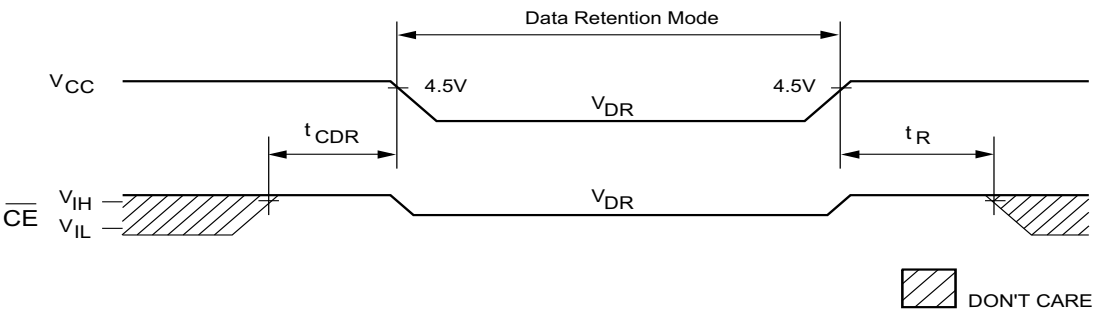 Data Retention Mode
VCC
4.5V
VDR
4.5V
tCDR
tR
CE
VIH
VIL
VDR
DON'T CARE